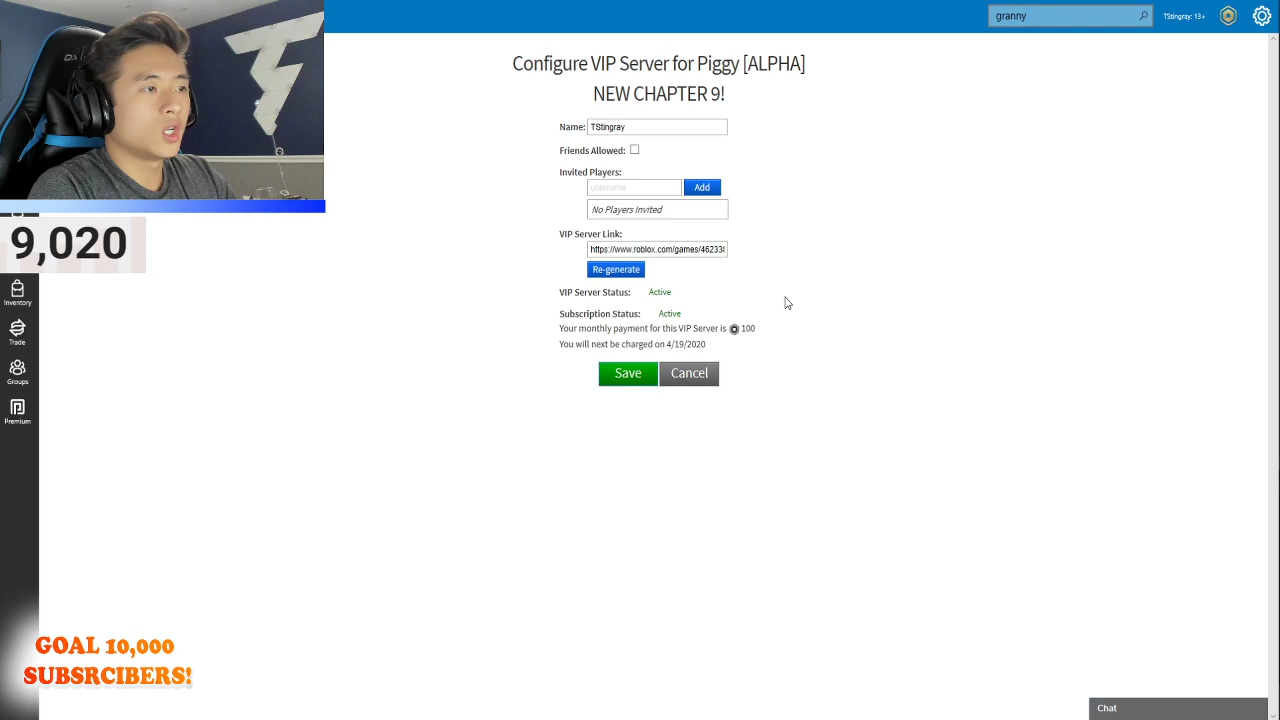 granny
TStingray: 13+
Configure VIP Server for Piggy [ALPHA]
NEW CHAPTER 9!
Name: TStingray
Friends Allowed:
Invited Players:
username Add
No Players Invited
VIP Server Link:
https://www.roblox.com/games/46233
Re-generate
VIP Server Status: Active
Subscription Status: Active
Your monthly payment for this VIP Server is 100
You will next be charged on 4/19/2020
Save Cancel
9,020
Inventory
Trade
Groups
Premium
GOAL 10,000
SUBSRCIBERS!
Chat